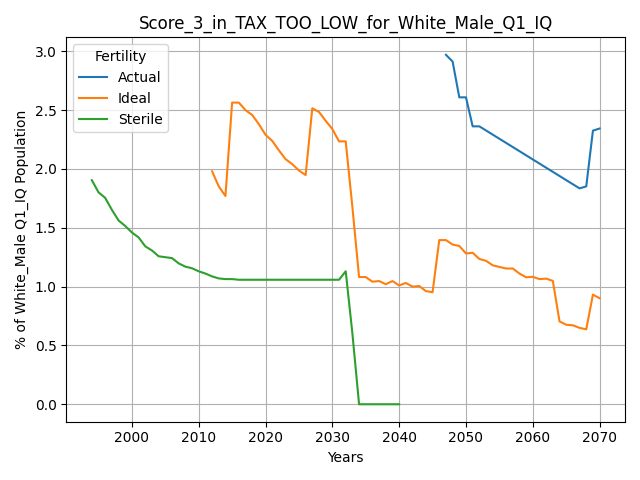 Score_3_in_TAX_TOO_LOW_for_White_Male_Q1_IQ
Fertility
Actual
Ideal
Sterile
% of White_Male Q1_IQ Population
3.0
2.5
2.0
1.5
1.0
0.5
0.0
2000 2010 2020 2030 2040 2050 2060 2070
Years